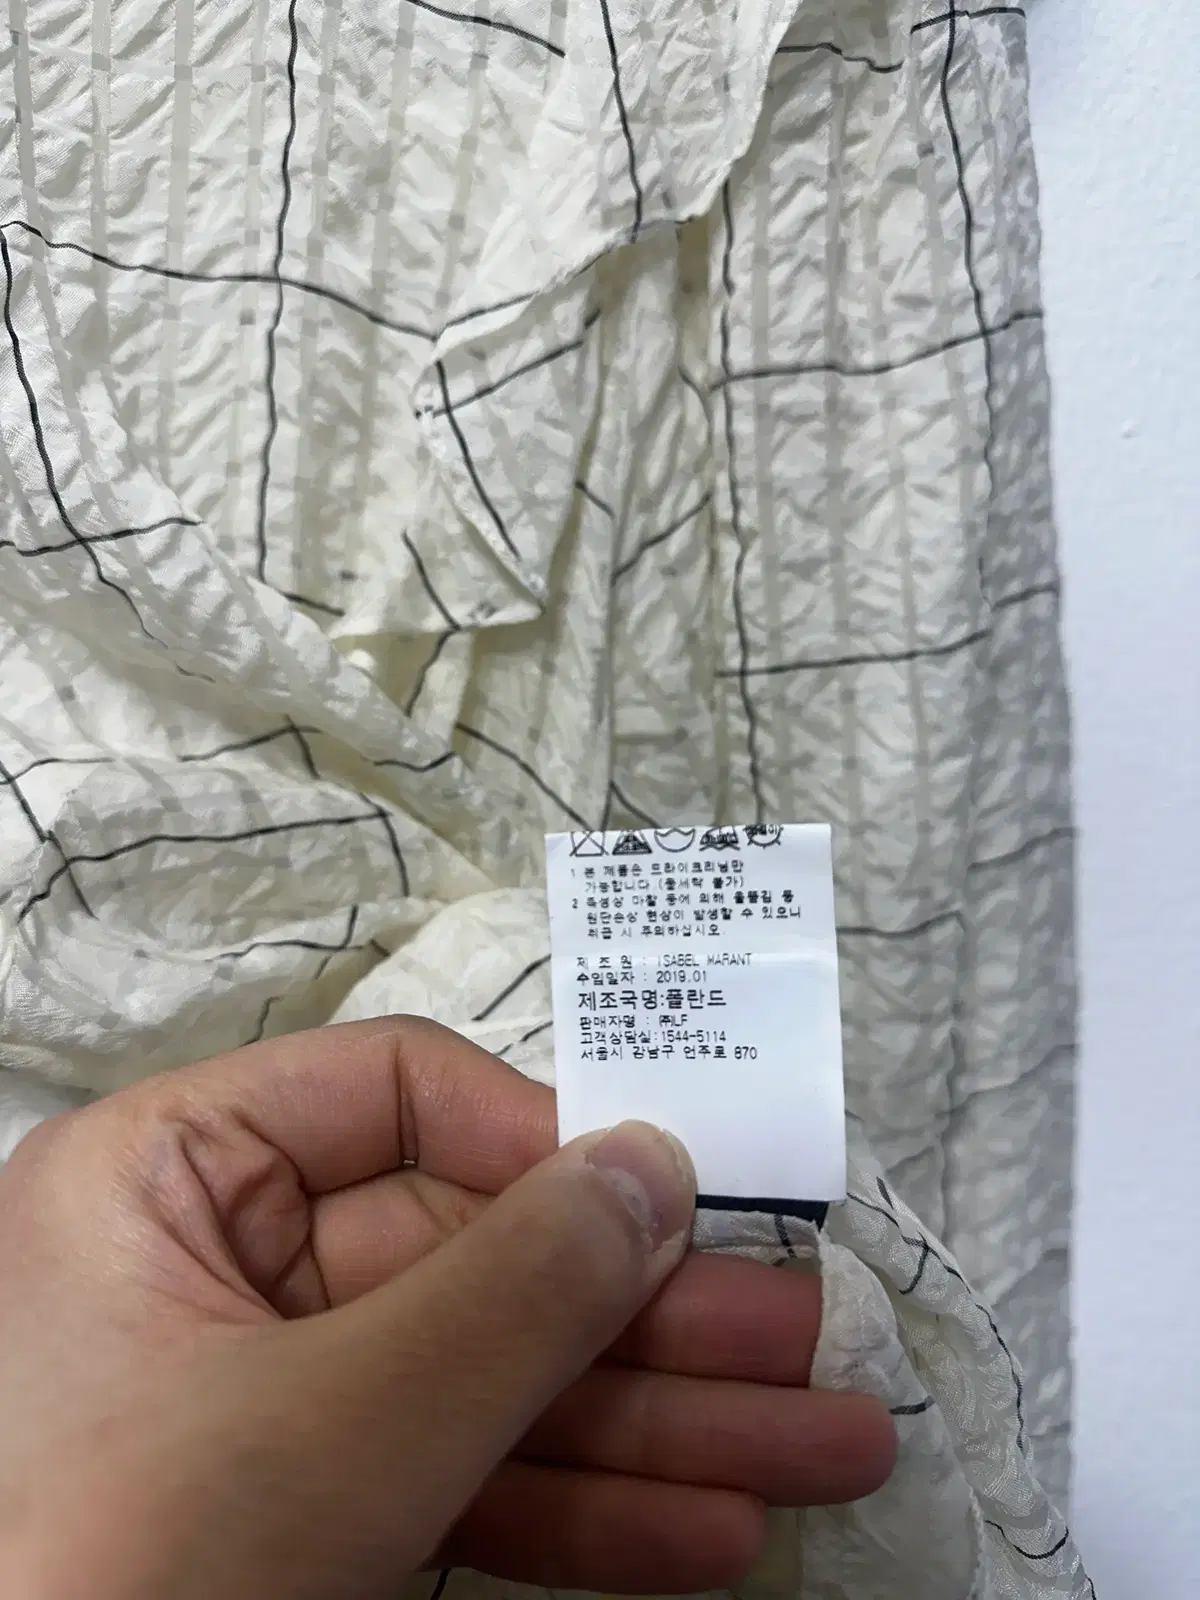 1 본 제품은 드라이크리닝만
가능합니다.(물세탁 불가)
2 특성상 마찰 등에 의해 올뜯김 등
원단손상 현상이 발생할 수 있으니
취급 시 주의하십시오.
제 조 원 : ISABEL MARANT
수입일자 : 2019.01
제조국명:폴란드
판매자명 : ㈜LF
고객상담실:1544-5114
서울시 강남구 언주로 870